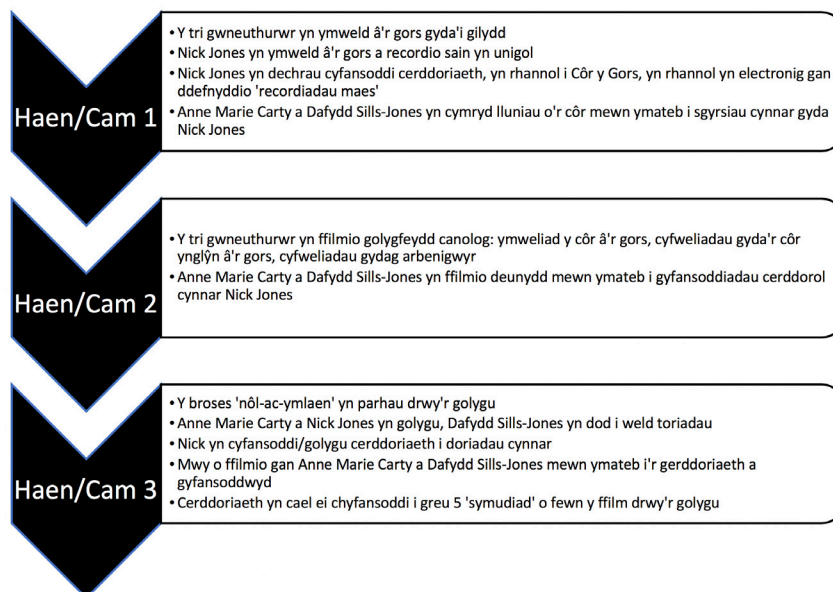 Haen/Cam 1
• Y tri gwneuthurwr yn ymweld â'r gors gyda'i gilydd
• Nick Jones yn ymweld â'r gors a recordio sain yn unigol
• Nick Jones yn dechrau cyfansoddi cerddoriaeth, yn rhannol i Côr y Gors, yn rhannol yn electronig gan
ddefnyddio 'recordiadau maes'
• Anne Marie Carty a Dafydd Sills-Jones yn cymryd lluniau o'r côr mewn ymateb i sgyrsiau cynnar gyda
Nick Jones
Haen/Cam 2
• Y tri gwneuthurwr yn ffilmio golygfeydd canolog: ymweliad y côr â'r gors, cyfweliadau gyda'r côr
ynglŷn â'r gors, cyfweliadau gydag arbenigwyr
• Anne Marie Carty a Dafydd Sills-Jones yn ffilmio deunydd mewn ymateb i gyfansoddiadau cerddorol
cynnar Nick Jones
Haen/Cam 3
• Y broses 'nôl-ac-ymlaen' yn parhau drwy'r golygu
• Anne Marie Carty a Nick Jones yn golygu, Dafydd Sills-Jones yn dod i weld toriadau
• Nick yn cyfansoddi/golygu cerddoriaeth i doriadau cynnar
• Mwy o ffilmio gan Anne Marie Carty a Dafydd Sills-Jones mewn ymateb i'r gerddoriaeth a
gyfansoddwyd
• Cerddoriaeth yn cael ei chyfansoddi i greu 5 'symudiad' o fewn y ffilm drwy'r golygu